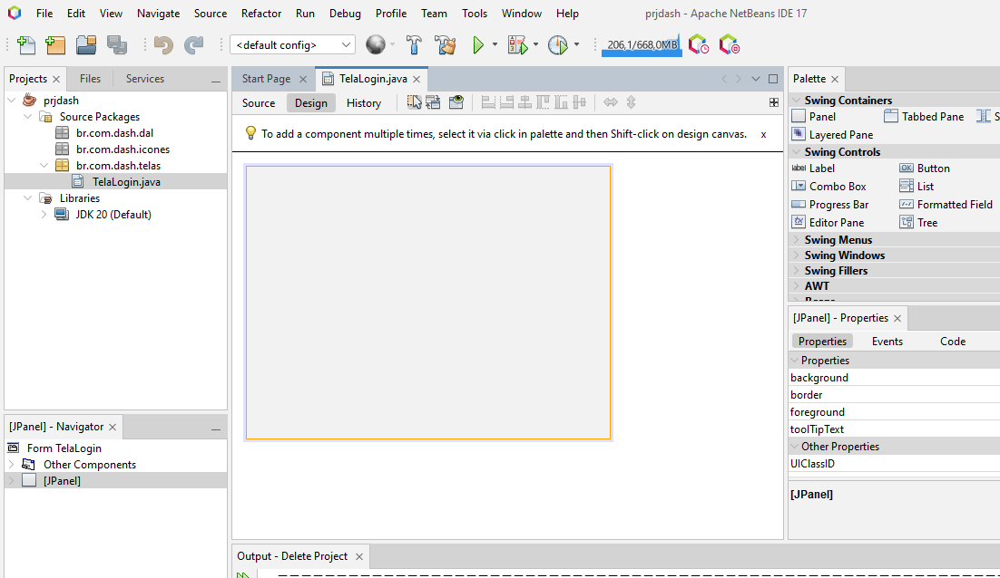 File Edit View Navigate Source Refactor Run Debug Profile Team Tools Window Help prjdash - Apache NetBeans IDE 17
<default config> 206,1/668,0MB
Projects Files Services
prjdash
Source Packages
br.com.dash.dal
br.com.dash.icones
br.com.dash.telas
TelaLogin.java
Libraries
JDK 20 (Default)
[JPanel] - Navigator
Form TelaLogin
Other Components
[JPanel]
Start Page TelaLogin.java
Source Design History
To add a component multiple times, select it via click in palette and then Shift-click on design canvas. x
Output - Delete Project
Palette
Swing Containers
Panel Tabbed Pane S
Layered Pane
Swing Controls
label Label OK Button
Combo Box List
Progress Bar Formatted Field
Editor Pane Tree
Swing Menus
Swing Windows
Swing Fillers
AWT
[JPanel] - Properties
Properties Events Code
Properties
background
border
foreground
toolTipText
Other Properties
UIClassID
[JPanel]